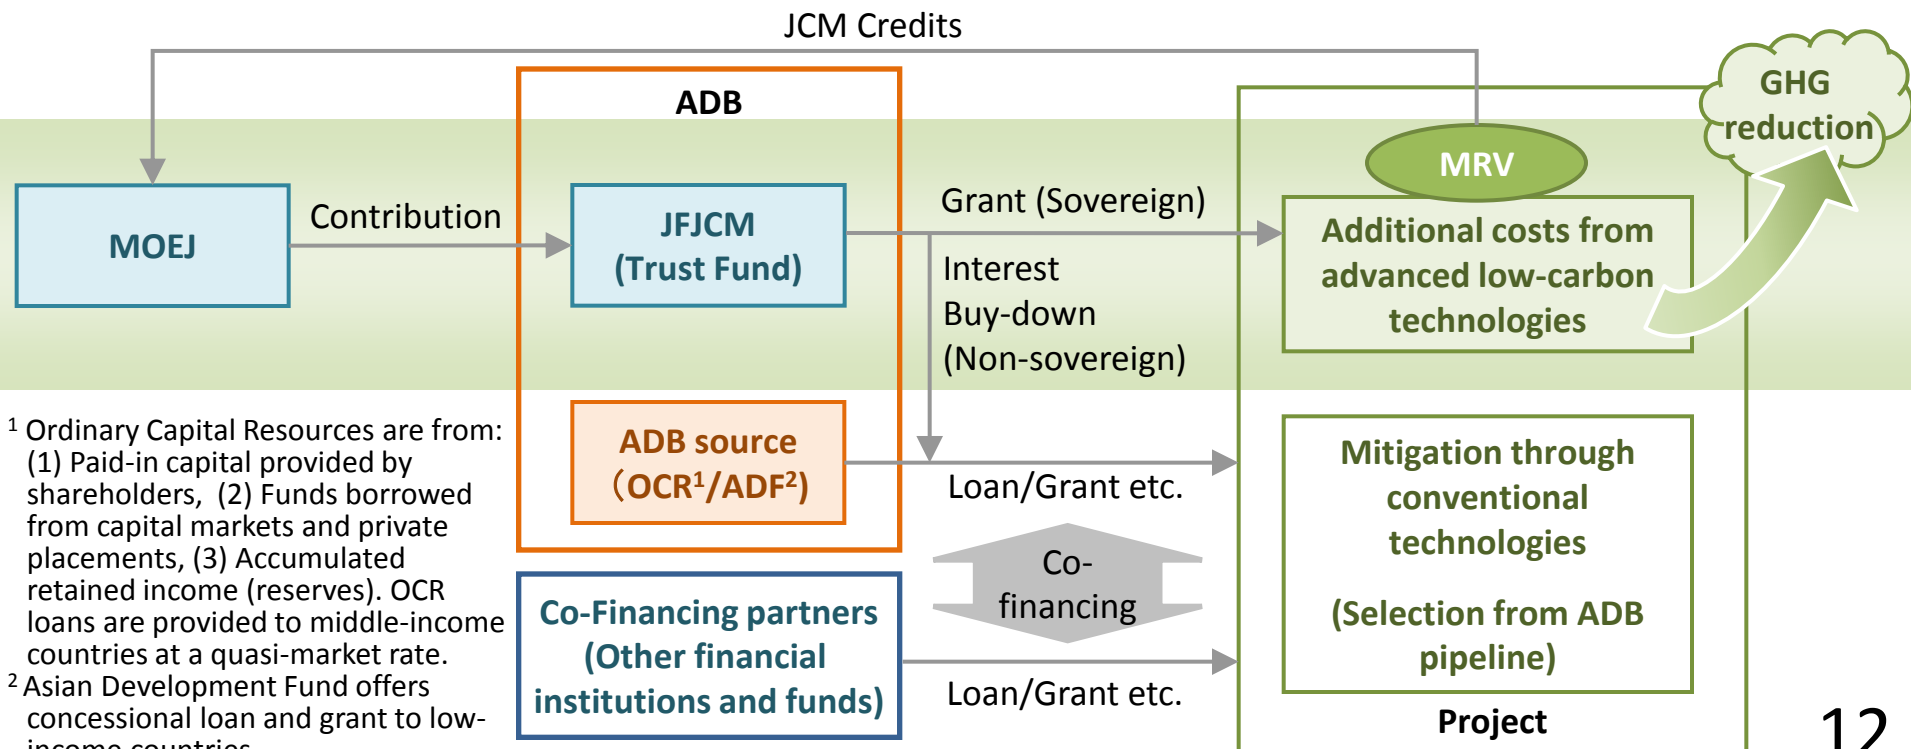 JCM Credits
ADB
GHG
reduction
MRV
MOEJ
Contribution
JFJCM
(Trust Fund)
Grant (Sovereign)
Interest
Buy-down
(Non-sovereign)
Additional costs from
advanced low-carbon
technologies
ADB source
（OCR¹/ADF²)
Loan/Grant etc.
Mitigation through
conventional
technologies
(Selection from ADB
pipeline)
Co-
financing
Co-Financing partners
(Other financial
institutions and funds)
Loan/Grant etc.
Project
¹ Ordinary Capital Resources are from:
(1) Paid-in capital provided by
shareholders, (2) Funds borrowed
from capital markets and private
placements, (3) Accumulated
retained income (reserves). OCR
loans are provided to middle-income
countries at a quasi-market rate.
² Asian Development Fund offers
concessional loan and grant to low-
income countries
12